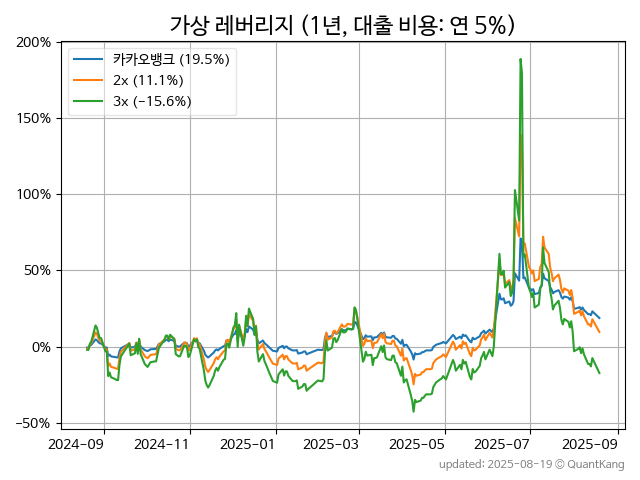 가상 레버리지 (1년, 대출 비용: 연 5%)
카카오뱅크 (19.5%)
2x (11.1%)
3x (−15.6%)
200%
150%
100%
50%
0%
−50%
2024-09
2024-11
2025-01
2025-03
2025-05
2025-07
2025-09
updated: 2025-08-19 © QuantKang